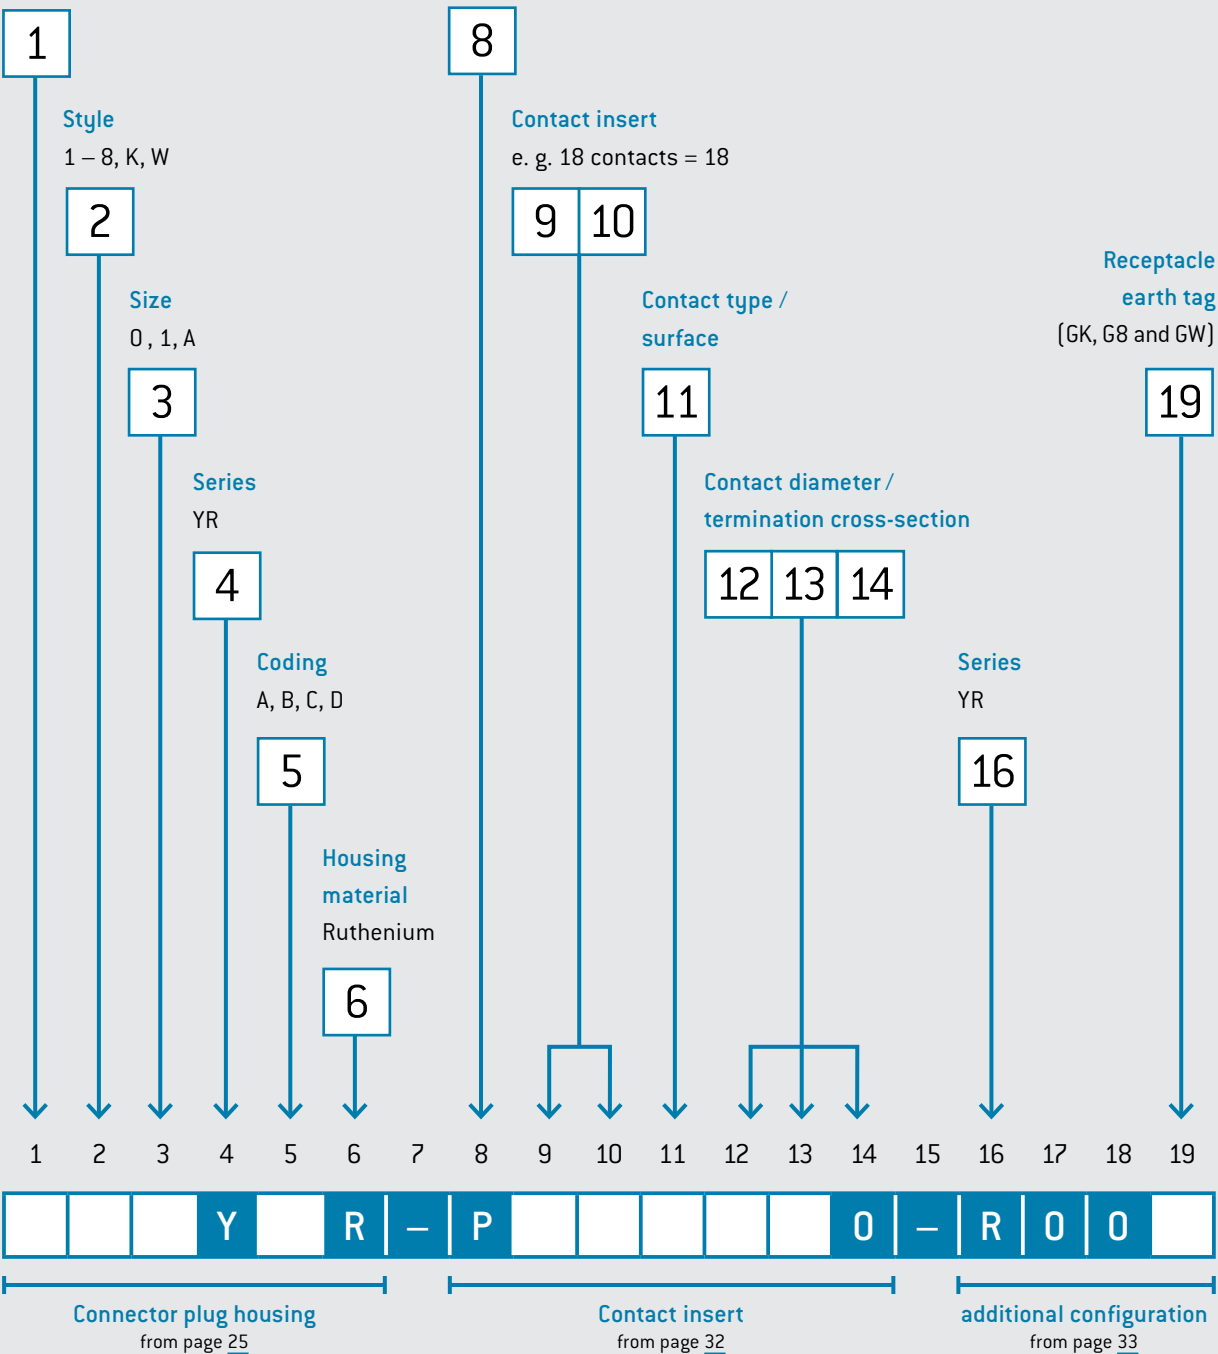 1
8
Style
1 – 8, K, W
Contact insert
e. g. 18 contacts = 18
2
9 10
Receptacle
earth tag
(GK, G8 and GW)
Size
0 , 1, A
Contact type /
surface
3
11
19
Series
YR
Contact diameter /
termination cross-section
4
12 13 14
Coding
A, B, C, D
Series
YR
5
16
Housing
material
Ruthenium
6
1 2 3 4 5 6 7 8 9 10 11 12 13 14 15 16 17 18 19
Y R – P 0 – R 0 0
Connector plug housing
from page 25
Contact insert
from page 32
additional configuration
from page 33